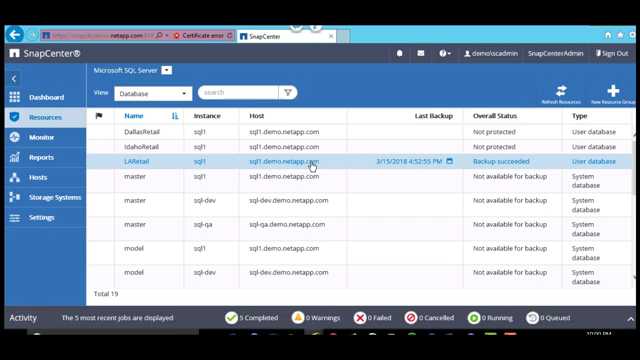 https://snapctr.demo.netapp.com:814
Certificate error
SnapCenter
SnapCenter®
demo\scadmin
SnapCenterAdmin
Sign Out
Microsoft SQL Server
Dashboard
Resources
Monitor
Reports
Hosts
Storage Systems
Settings
View
Database
search
Refresh Resources
New Resource Group
Name Instance Host Last Backup Overall Status Type
DallasRetail sql1 sql1.demo.netapp.com Not protected User database
IdahoRetail sql1 sql1.demo.netapp.com Not protected User database
LARetail sql1 sql1.demo.netapp.com 3/15/2018 4:52:55 PM Backup succeeded User database
master sql1 sql1.demo.netapp.com Not available for backup System
database
master sql-dev sql-dev.demo.netapp.com Not available for backup System
database
master sql-qa sql-qa.demo.netapp.com Not available for backup System
database
model sql1 sql1.demo.netapp.com Not available for backup System
database
model sql-dev sql-dev.demo.netapp.com Not available for backup System
database
Total 19
Activity The 5 most recent jobs are displayed 5 Completed 0 Warnings 0 Failed 0 Cancelled 0 Running 0 Queued
10:00 PM